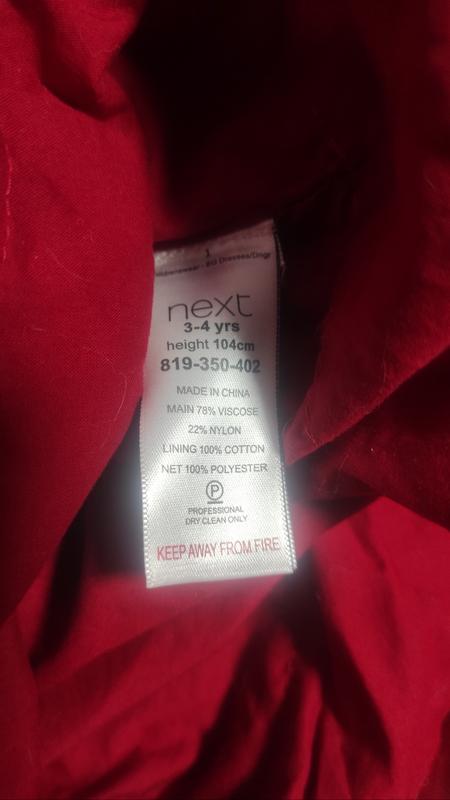 1
next
3-4 yrs
height 104cm
819-350-402
MADE IN CHINA
MAIN 78% VISCOSE
22% NYLON
LINING 100% COTTON
NET 100% POLYESTER
P
PROFESSIONAL
DRY CLEAN ONLY
KEEP AWAY FROM FIRE